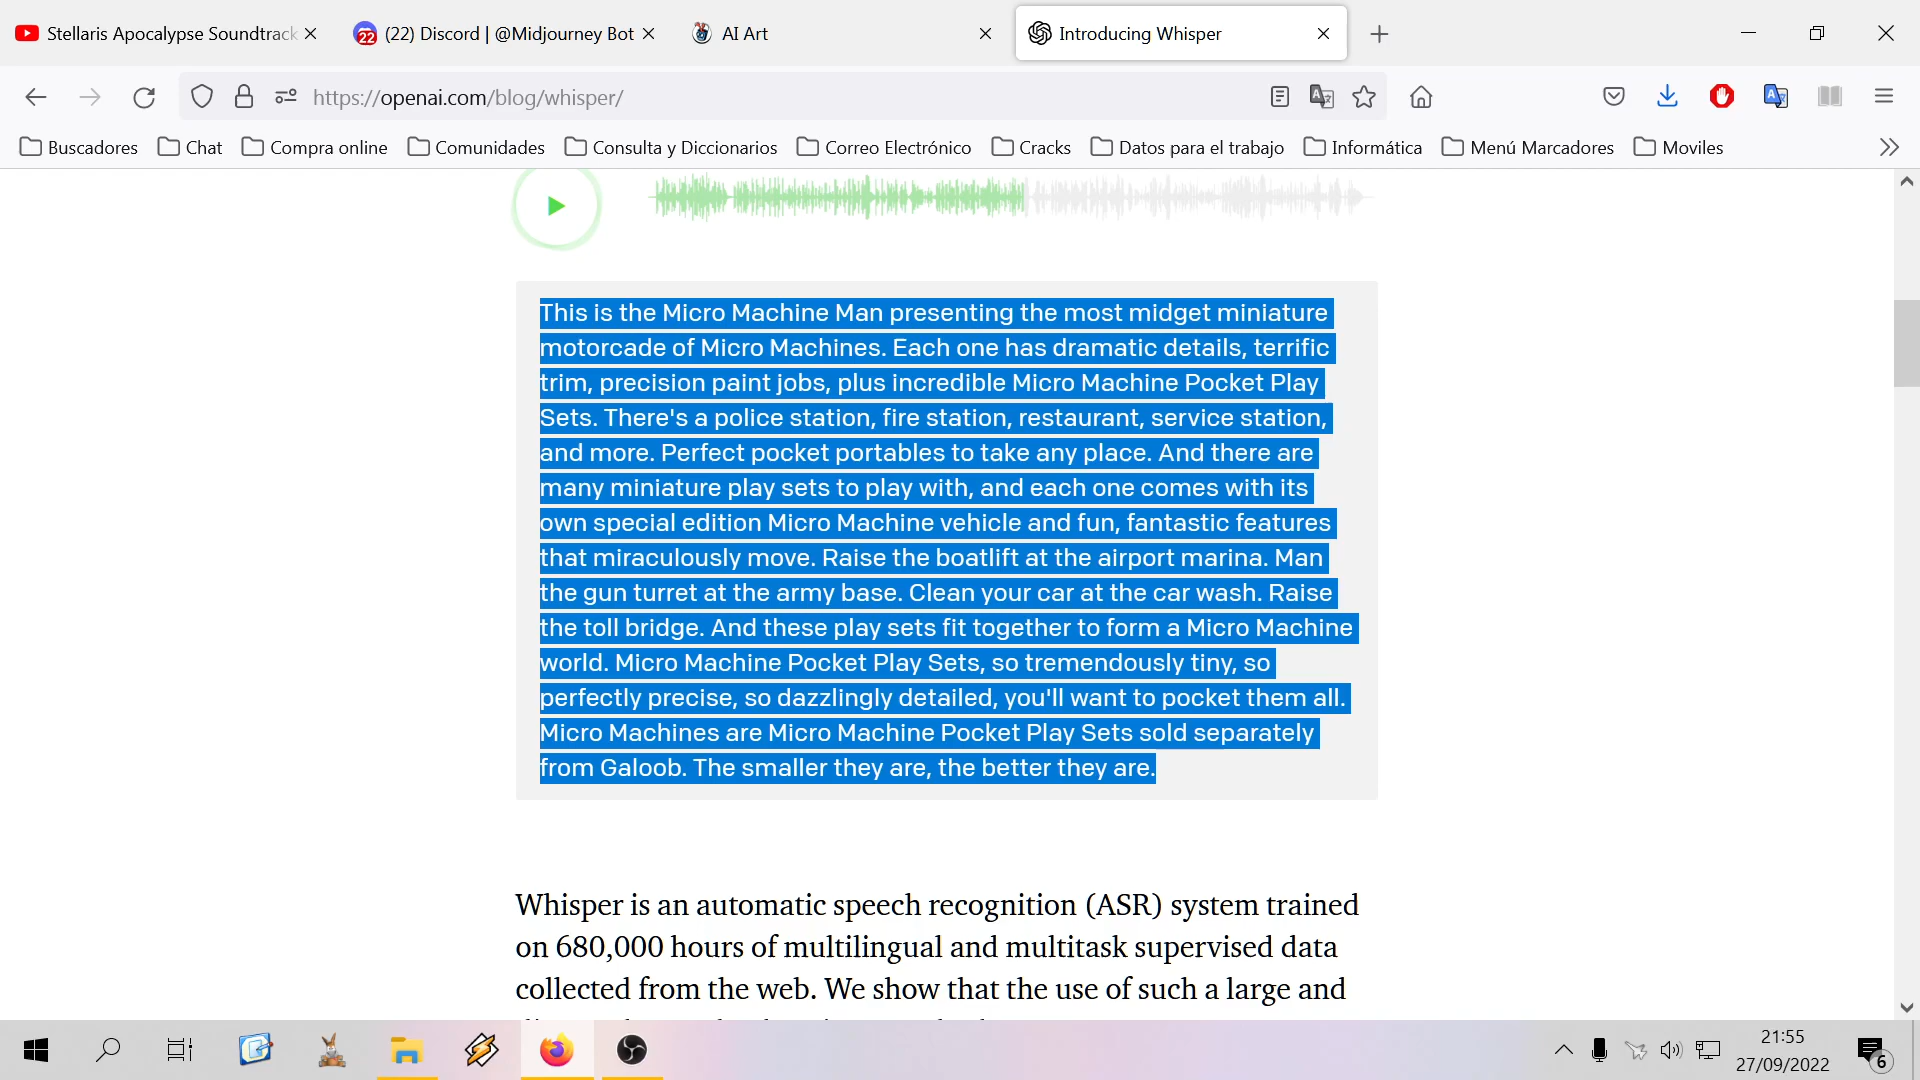 Stellaris Apocalypse Soundtrack
(22) Discord | @Midjourney Bot
AI Art
Introducing Whisper
https://openai.com/blog/whisper/
Buscadores
Chat
Compra online
Comunidades
Consulta y Diccionarios
Correo Electrónico
Cracks
Datos para el trabajo
Informática
Menú Marcadores
Moviles
This is the Micro Machine Man presenting the most midget miniature
motorcade of Micro Machines. Each one has dramatic details, terrific
trim, precision paint jobs, plus incredible Micro Machine Pocket Play
Sets. There's a police station, fire station, restaurant, service station,
and more. Perfect pocket portables to take any place. And there are
many miniature play sets to play with, and each one comes with its
own special edition Micro Machine vehicle and fun, fantastic features
that miraculously move. Raise the boatlift at the airport marina. Man
the gun turret at the army base. Clean your car at the car wash. Raise
the toll bridge. And these play sets fit together to form a Micro Machine
world. Micro Machine Pocket Play Sets, so tremendously tiny, so
perfectly precise, so dazzlingly detailed, you'll want to pocket them all.
Micro Machines are Micro Machine Pocket Play Sets sold separately
from Galoob. The smaller they are, the better they are.
Whisper is an automatic speech recognition (ASR) system trained
on 680,000 hours of multilingual and multitask supervised data
collected from the web. We show that the use of such a large and
21:55
27/09/2022
6